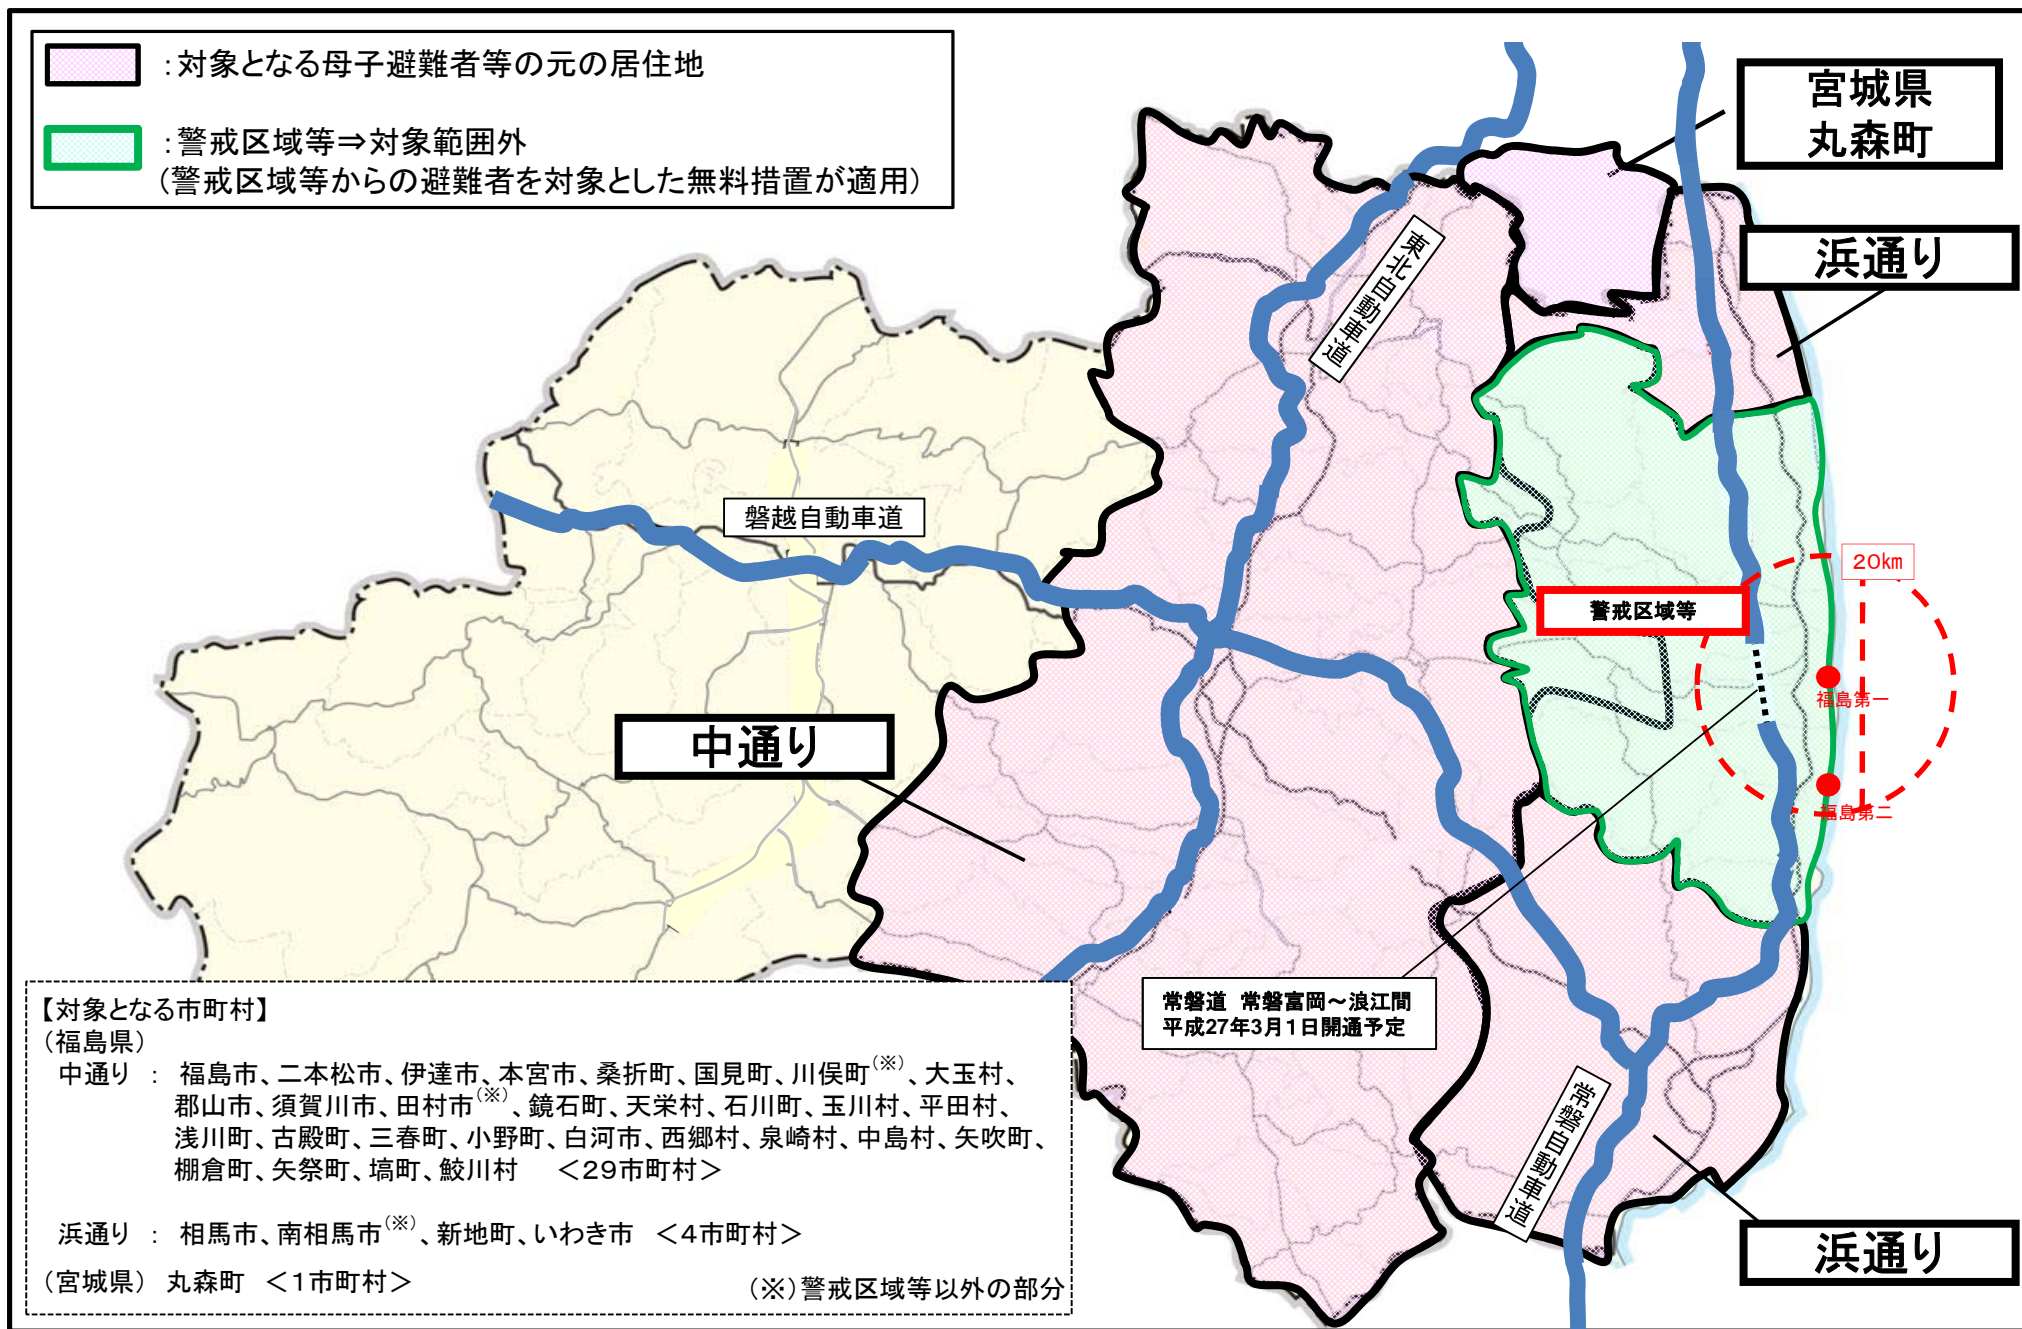 ：対象となる母子避難者等の元の居住地
：警戒区域等⇒対象範囲外
（警戒区域等からの避難者を対象とした無料措置が適用）
宮城県
丸森町
浜通り
東北自動車道
磐越自動車道
20km
警戒区域等
福島第一
中通り
福島第二
常磐道 常磐富岡～浪江間
平成27年3月1日開通予定
常磐自動車道
浜通り
【対象となる市町村】
（福島県）
中通り ： 福島市、二本松市、伊達市、本宮市、桑折町、国見町、川俣町(※)、大玉村、
郡山市、須賀川市、田村市(※)、鏡石町、天栄村、石川町、玉川村、平田村、
浅川町、古殿町、三春町、小野町、白河市、西郷村、泉崎村、中島村、矢吹町、
棚倉町、矢祭町、塙町、鮫川村 ＜29市町村＞
浜通り ： 相馬市、南相馬市(※)、新地町、いわき市 ＜4市町村＞
（宮城県） 丸森町 ＜1市町村＞
（※）警戒区域等以外の部分